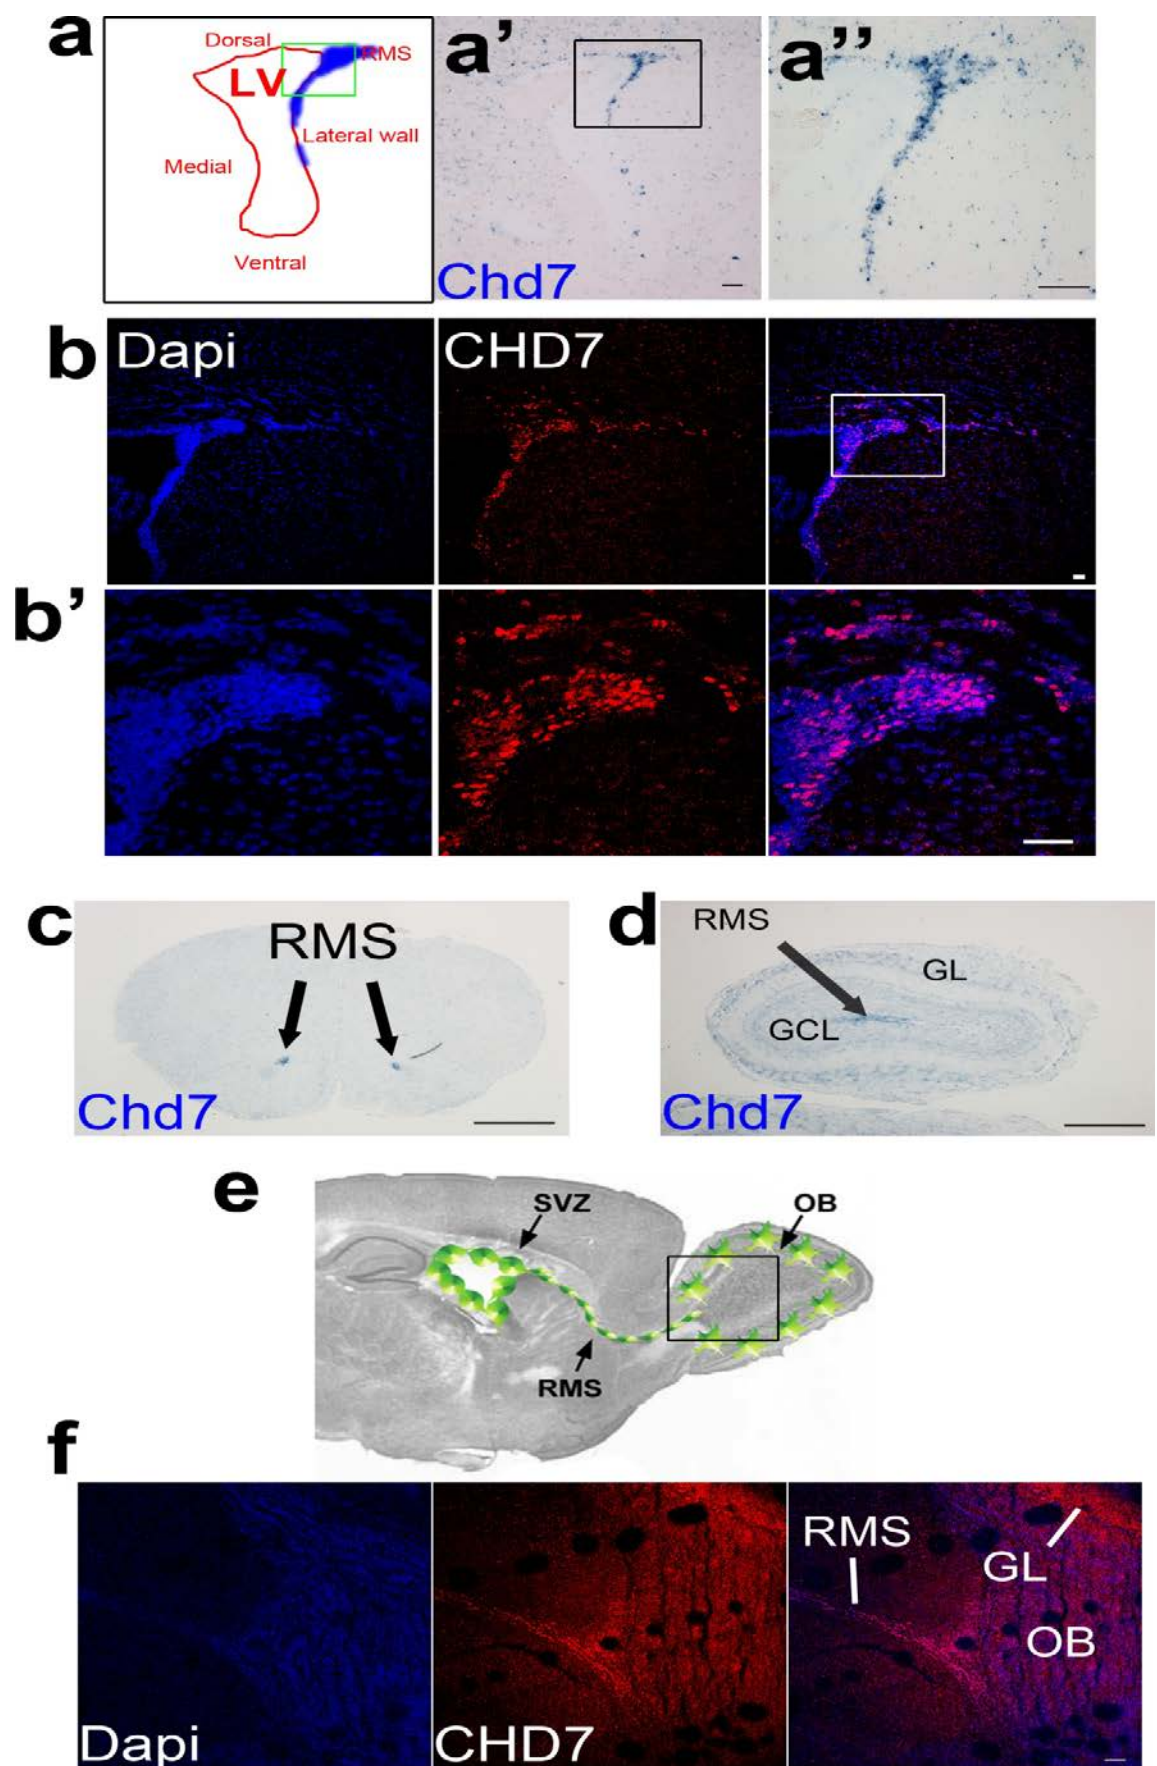 a
Dorsal
RMS
LV
Lateral wall
Medial
Ventral
a’
Chd7
a’’
b
Dapi
CHD7
b’
c
RMS
Chd7
d
RMS
GL
GCL
Chd7
e
SVZ
OB
RMS
f
Dapi
CHD7
RMS
GL
OB